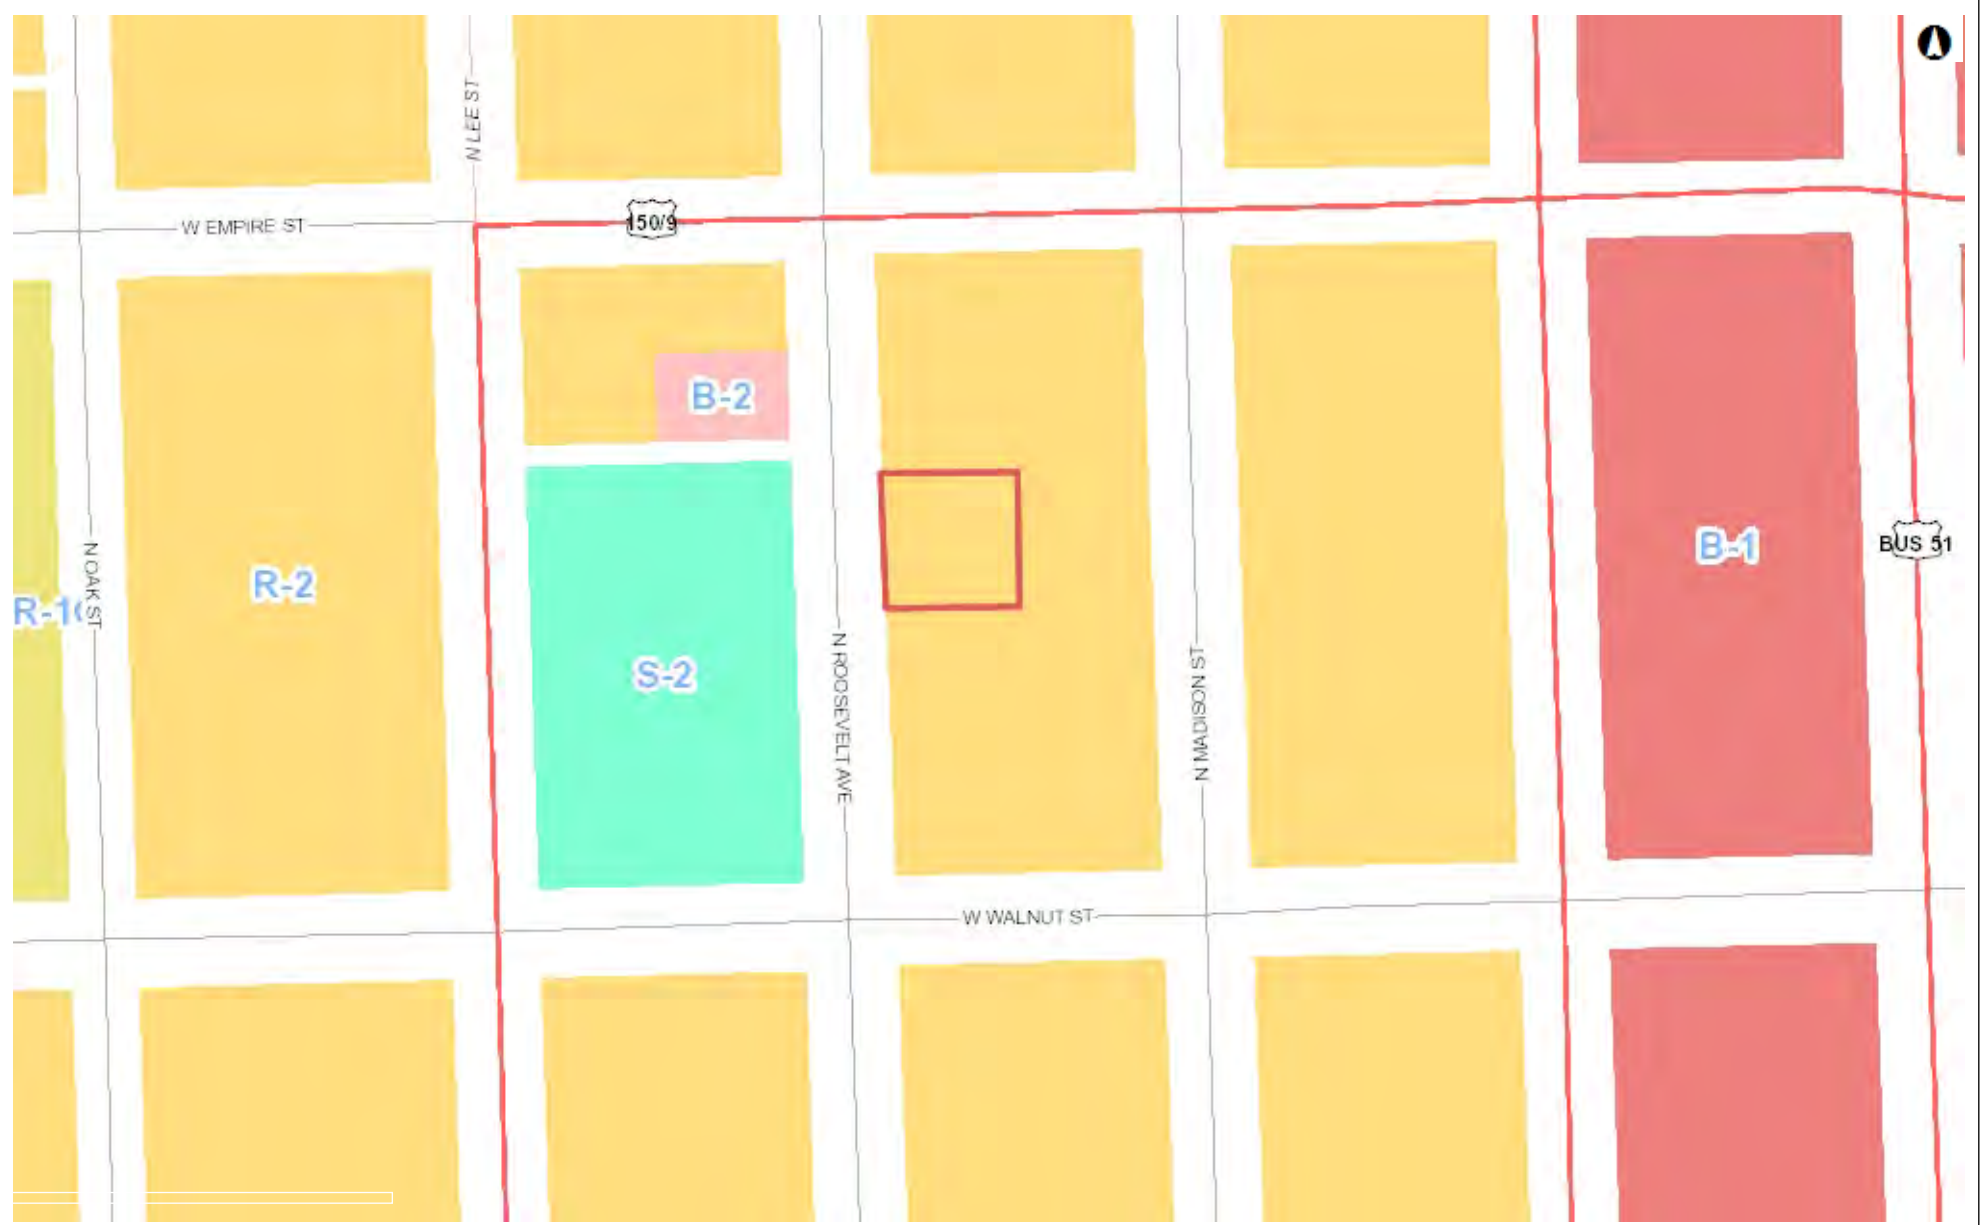 N LEE ST
150/9
W EMPIRE ST
B-2
R-2
S-2
B-1
BUS 51
N OAK ST
R-1
N ROOSEVELT AVE
N MADISON ST
W WALNUT ST